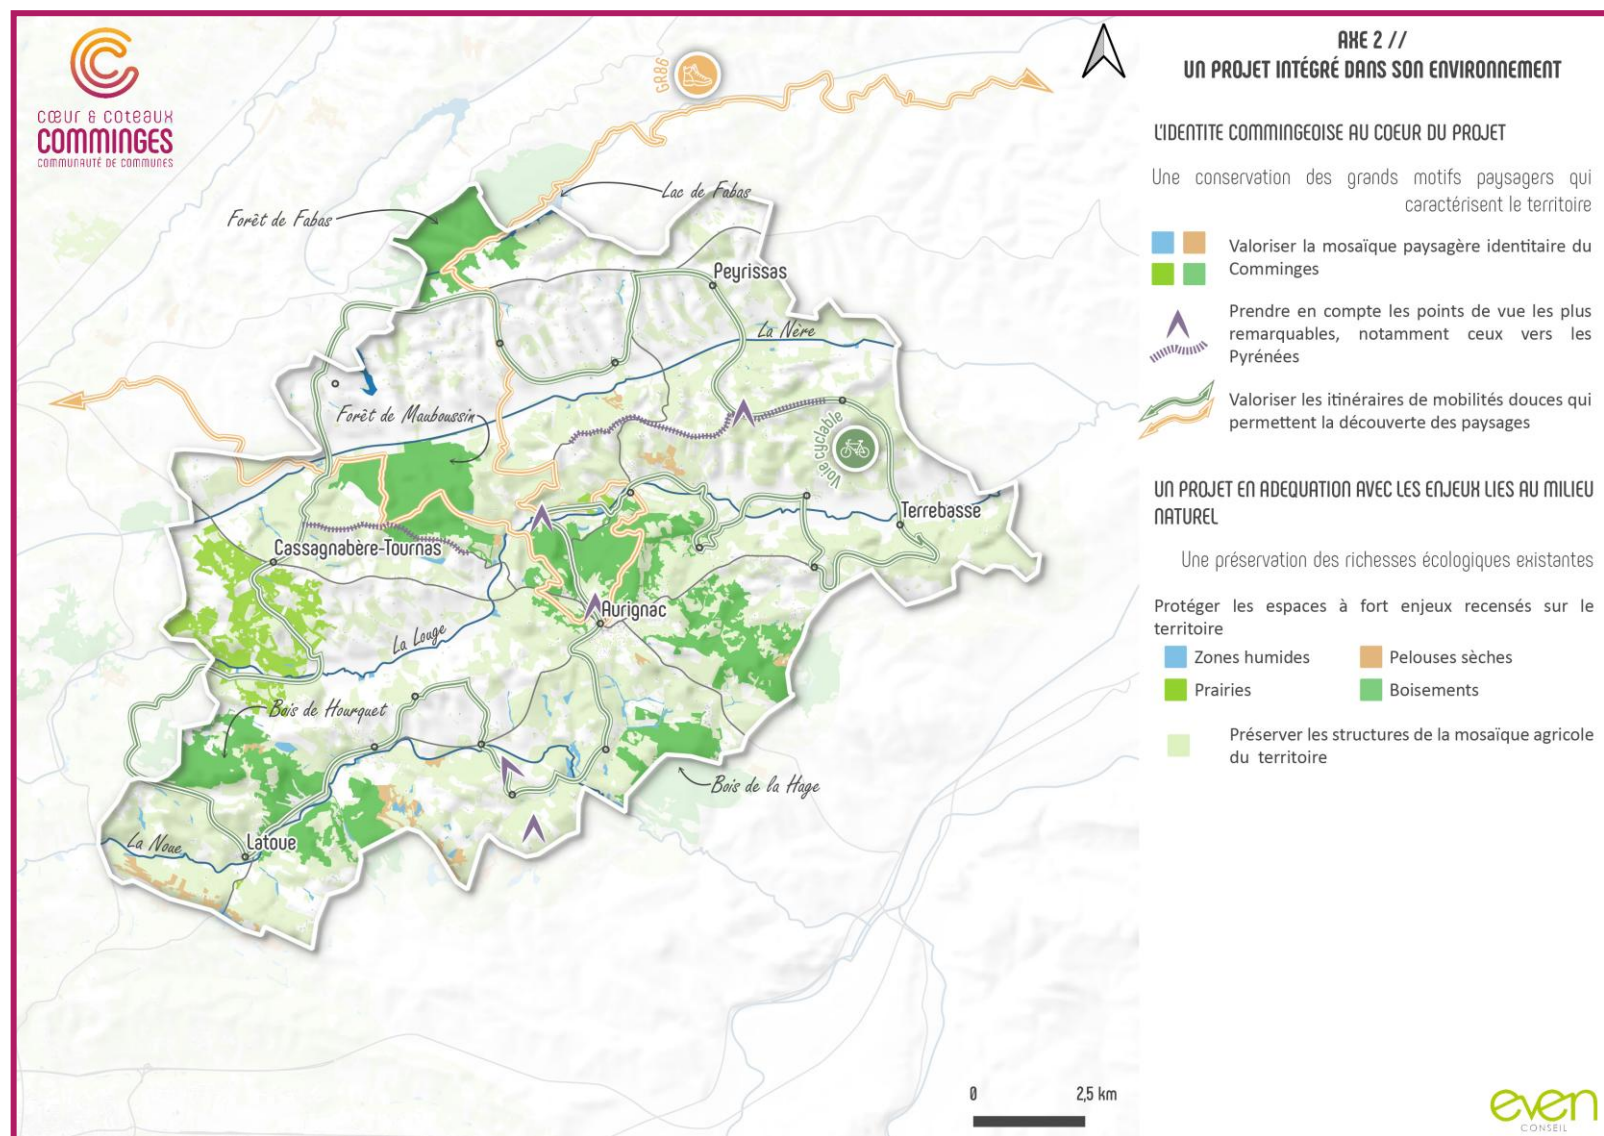 cœur & coteaux
COMMINGES
COMMUNAUTÉ DE COMMUNES
GR86
Lac de Fabas
Forêt de Fabas
Peyrissas
La Nère
Forêt de Mauboussin
Voie cyclable
Terrebasse
Cassagnabère-Tournas
Aurignac
La Louge
Bois de Hourquet
Bois de la Hage
La Noue
Latoue
0 2,5 km
AXE 2 //
UN PROJET INTÉGRÉ DANS SON ENVIRONNEMENT
L'IDENTITE COMMINGEOISE AU COEUR DU PROJET
Une conservation des grands motifs paysagers qui
caractérisent le territoire
Valoriser la mosaïque paysagère identitaire du
Comminges
Prendre en compte les points de vue les plus
remarquables, notamment ceux vers les
Pyrénées
Valoriser les itinéraires de mobilités douces qui
permettent la découverte des paysages
UN PROJET EN ADEQUATION AVEC LES ENJEUX LIES AU MILIEU
NATUREL
Une préservation des richesses écologiques existantes
Protéger les espaces à fort enjeux recensés sur le
territoire
Zones humides
Pelouses sèches
Prairies
Boisements
Préserver les structures de la mosaïque agricole
du territoire
even
CONSEIL